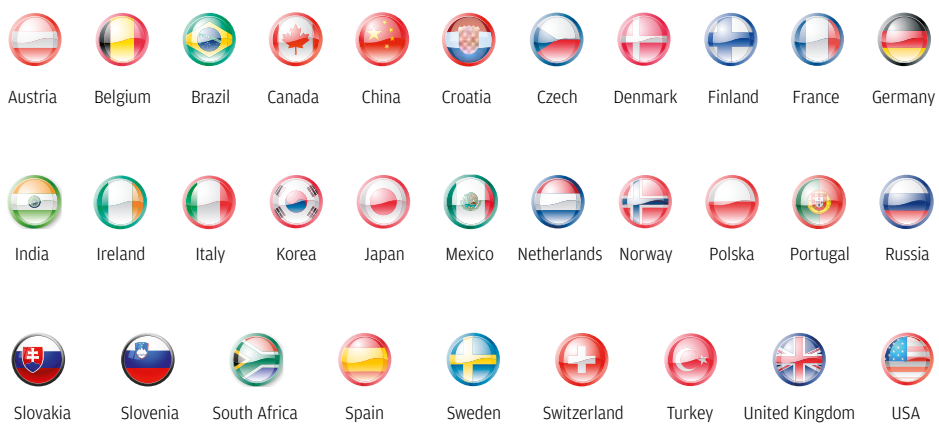 Austria Belgium Brazil Canada China Croatia Czech Denmark Finland France Germany
India Ireland Italy Korea Japan Mexico Netherlands Norway Polska Portugal Russia
Slovakia Slovenia South Africa Spain Sweden Switzerland Turkey United Kingdom USA